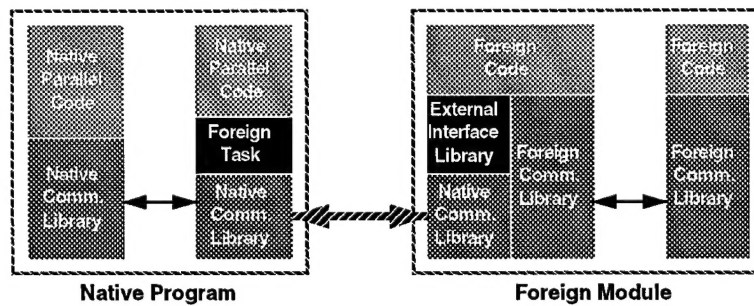 Native
Parallel
Code
Native
Comm.
Library
Native
Parallel
Code
Foreign
Task
Native
Comm.
Library
Foreign
Code
External
Interface
Library
Native
Comm.
Library
Foreign
Comm.
Library
Foreign
Code
Foreign
Comm.
Library
Native Program
Foreign Module